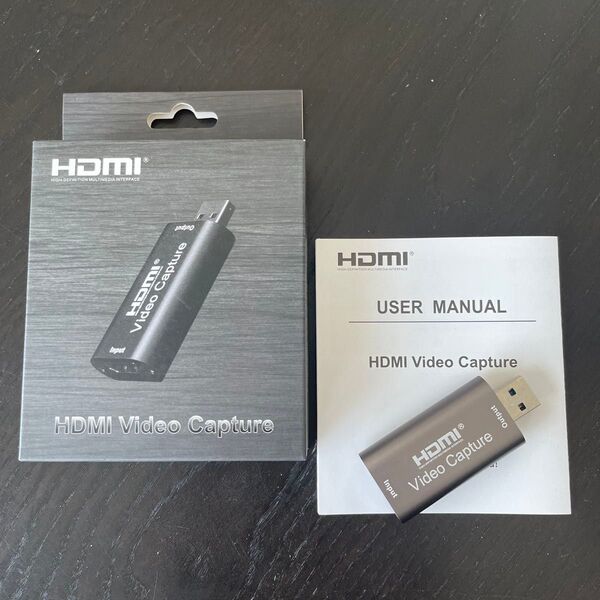 HDMI®
HIGH-DEFINITION MULTIMEDIA INTERFACE
Output
HDMI®
Video Capture
Input
HDMI Video Capture
HDMI®
HIGH-DEFINITION MULTIMEDIA INTERFACE
USER MANUAL
HDMI Video Capture
Output
HDMI®
Video Capture
Input